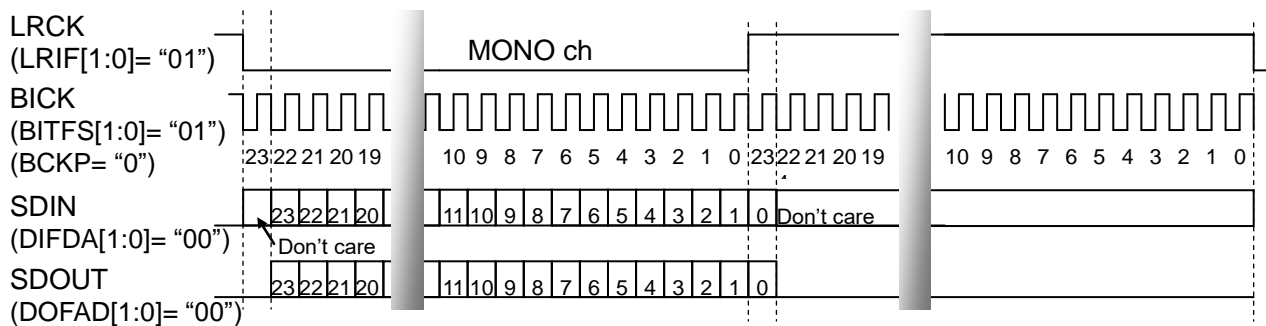 LRCK
(LRIF[1:0]= “01”)
MONO ch
BICK
(BITFS[1:0]= “01”)
(BCKP= “0”)
23 22 21 20 19 10 9 8 7 6 5 4 3 2 1 0 23 22 21 20 19 10 9 8 7 6 5 4 3 2 1 0
SDIN
(DIFDA[1:0]= “00”)
23 22 21 20 11 10 9 8 7 6 5 4 3 2 1 0 Don’t care
Don’t care
SDOUT
(DOFAD[1:0]= “00”)
23 22 21 20 11 10 9 8 7 6 5 4 3 2 1 0